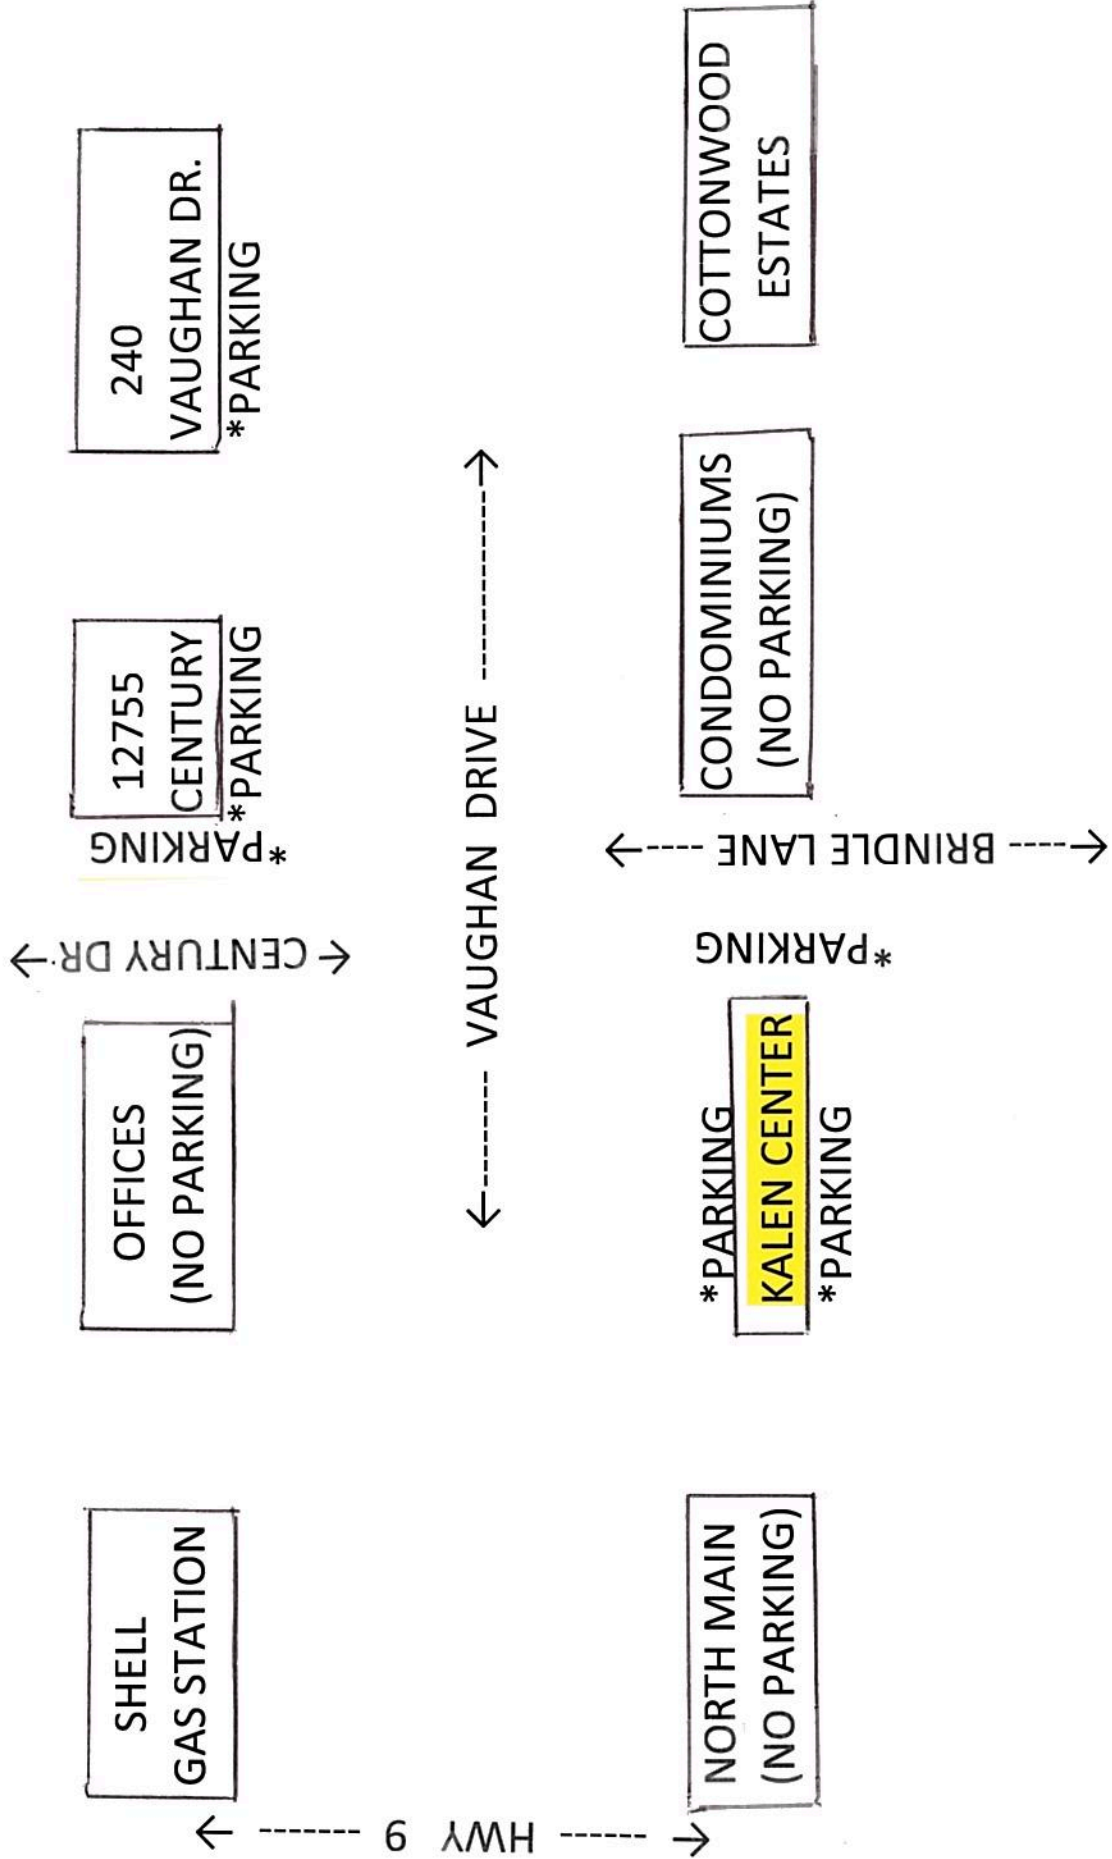 SHELL
GAS STATION
OFFICES
(NO PARKING)
← CENTURY DR. →
*PARKING
12755
CENTURY
*PARKING
240
VAUGHAN DR.
*PARKING
← ------- HWY 9 ------- →
←-------- VAUGHAN DRIVE -------------→
NORTH MAIN
(NO PARKING)
*PARKING
KALEN CENTER
*PARKING
*PARKING
←---- BRINDLE LANE ----→
CONDOMINIUMS
(NO PARKING)
COTTONWOOD
ESTATES